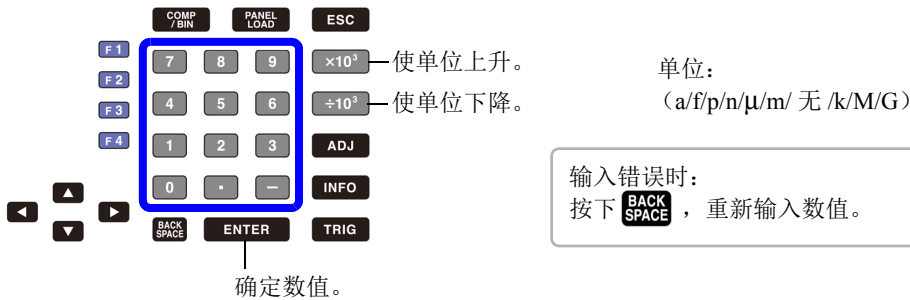 COMP /BIN PANEL LOAD ESC
F1 7 8 9 ×10³ 使单位上升。 单位：
F2
F3 4 5 6 ÷10³ 使单位下降。 （a/f/p/n/μ/m/ 无 /k/M/G）
F4 1 2 3 ADJ
0 · − INFO
BACK SPACE ENTER TRIG
确定数值。
输入错误时：
按下 BACK SPACE ，重新输入数值。